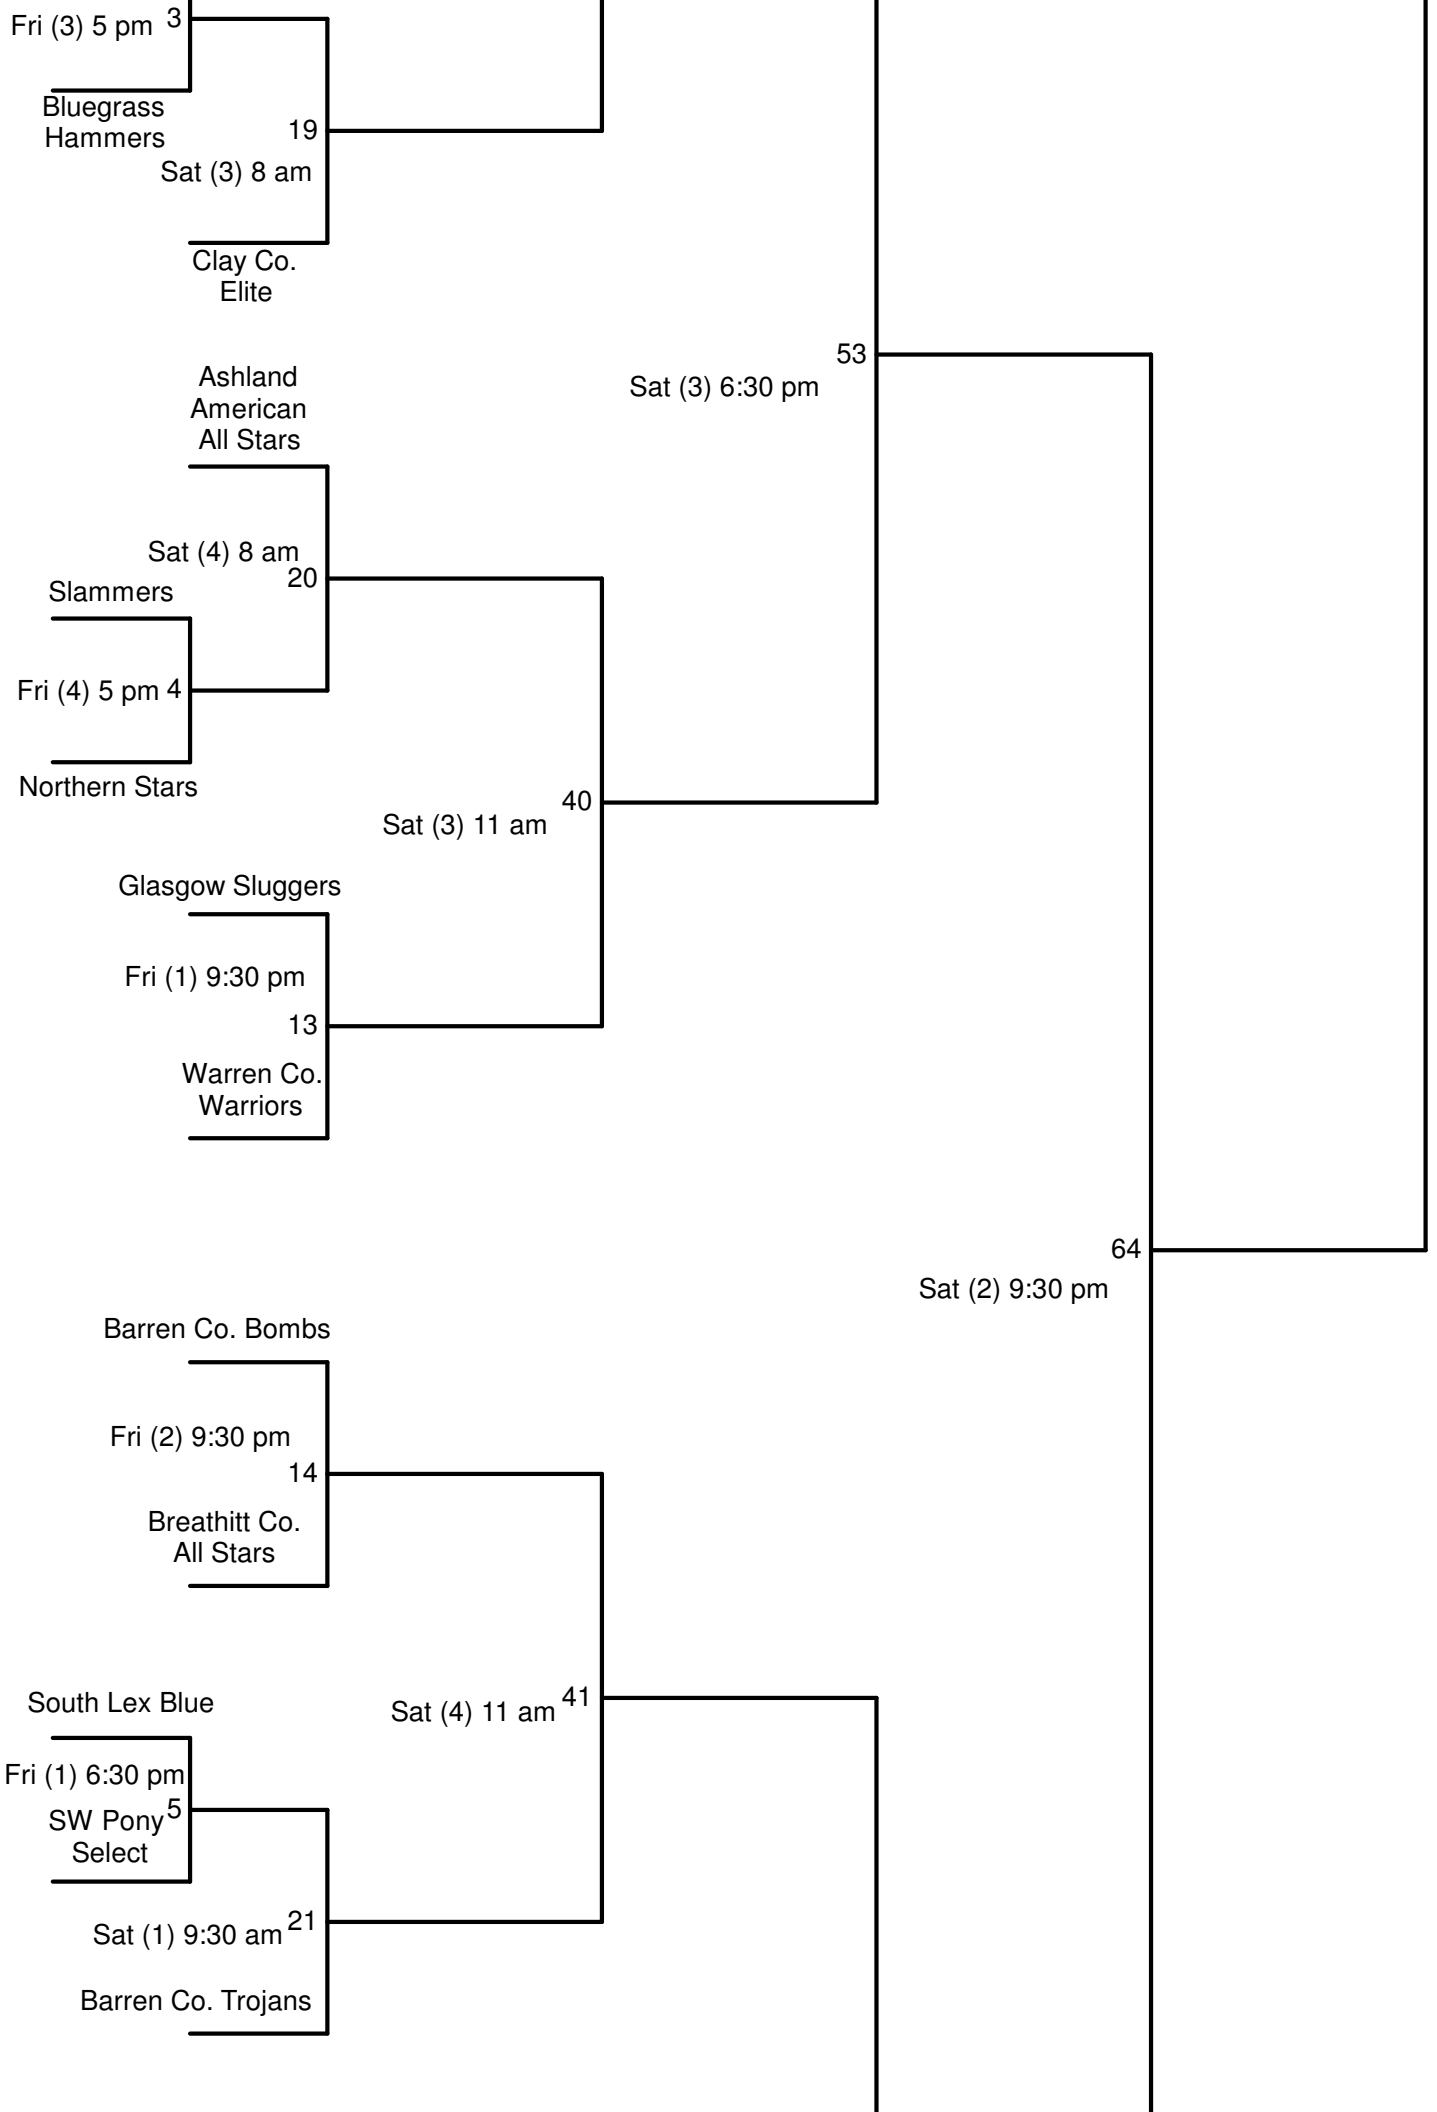 Fri (3) 5 pm 3
Bluegrass
Hammers
19
Sat (3) 8 am
Clay Co.
Elite
53
Sat (3) 6:30 pm
Ashland
American
All Stars
Sat (4) 8 am
20
Slammers
Fri (4) 5 pm 4
Northern Stars
40
Sat (3) 11 am
Glasgow Sluggers
Fri (1) 9:30 pm
13
Warren Co.
Warriors
64
Sat (2) 9:30 pm
Barren Co. Bombs
Fri (2) 9:30 pm
14
Breathitt Co.
All Stars
South Lex Blue
Sat (4) 11 am 41
Fri (1) 6:30 pm
5
SW Pony
Select
Sat (1) 9:30 am 21
Barren Co. Trojans